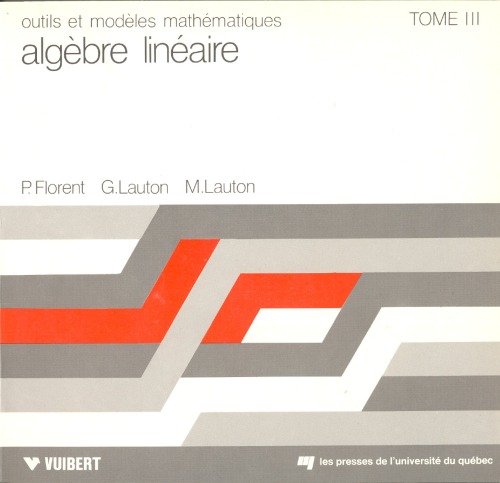 outils et modèles mathématiques
TOME III
algèbre linéaire
P. Florent G. Lauton M. Lauton
VUIBERT
les presses de l'université du québec